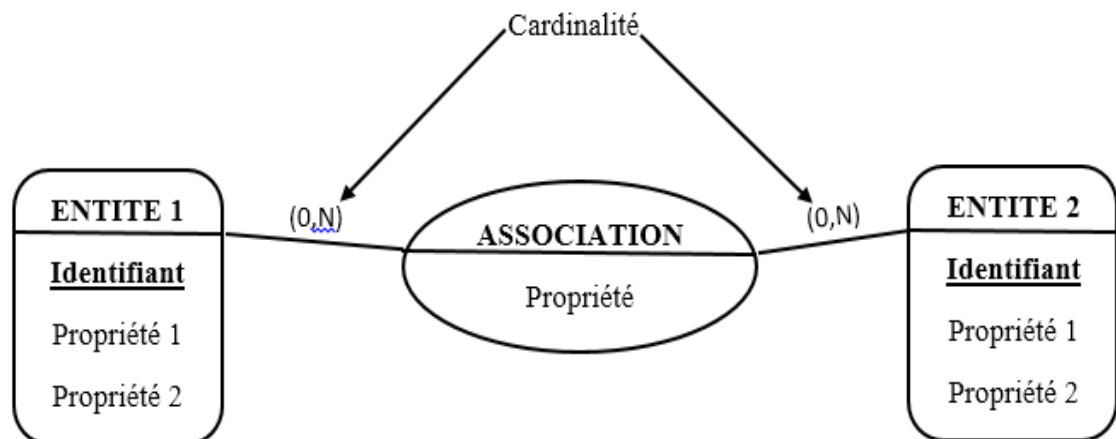 Cardinalité
ENTITE 1
(0,N)
ASSOCIATION
(0,N)
ENTITE 2
Identifiant
Propriété
Identifiant
Propriété 1
Propriété 1
Propriété 2
Propriété 2